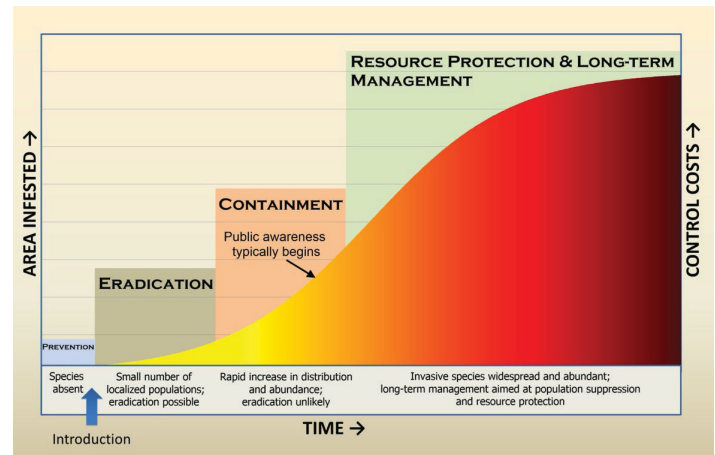 RESOURCE PROTECTION & LONG-TERM
MANAGEMENT
CONTAINMENT
Public awareness
typically begins
ERADICATION
PREVENTION
AREA INFESTED →
CONTROL COSTS →
Species
absent
Small number of
localized populations;
eradication possible
Rapid increase in distribution
and abundance;
eradication unlikely
Invasive species widespread and abundant;
long-term management aimed at population suppression
and resource protection
Introduction
TIME →